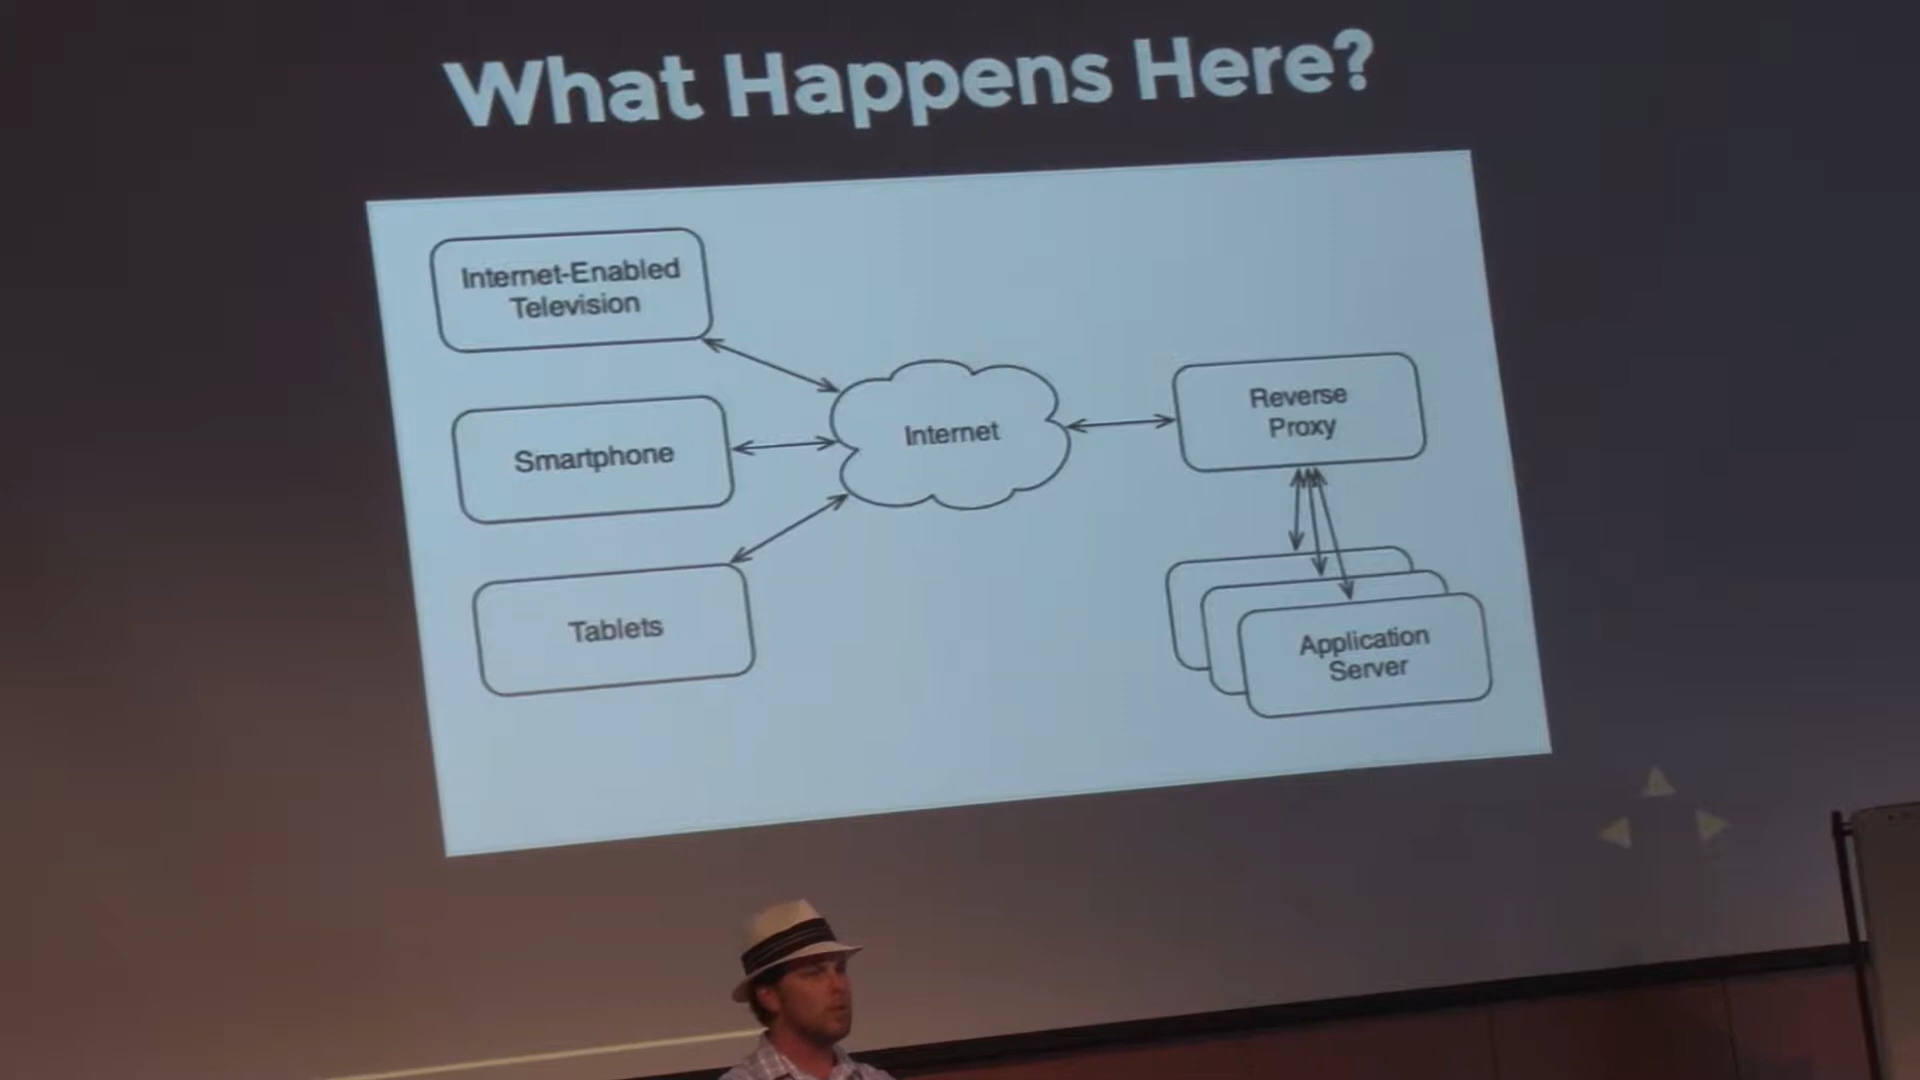 What Happens Here?
Internet-Enabled
Television
Smartphone
Tablets
Internet
Reverse
Proxy
Application
Server